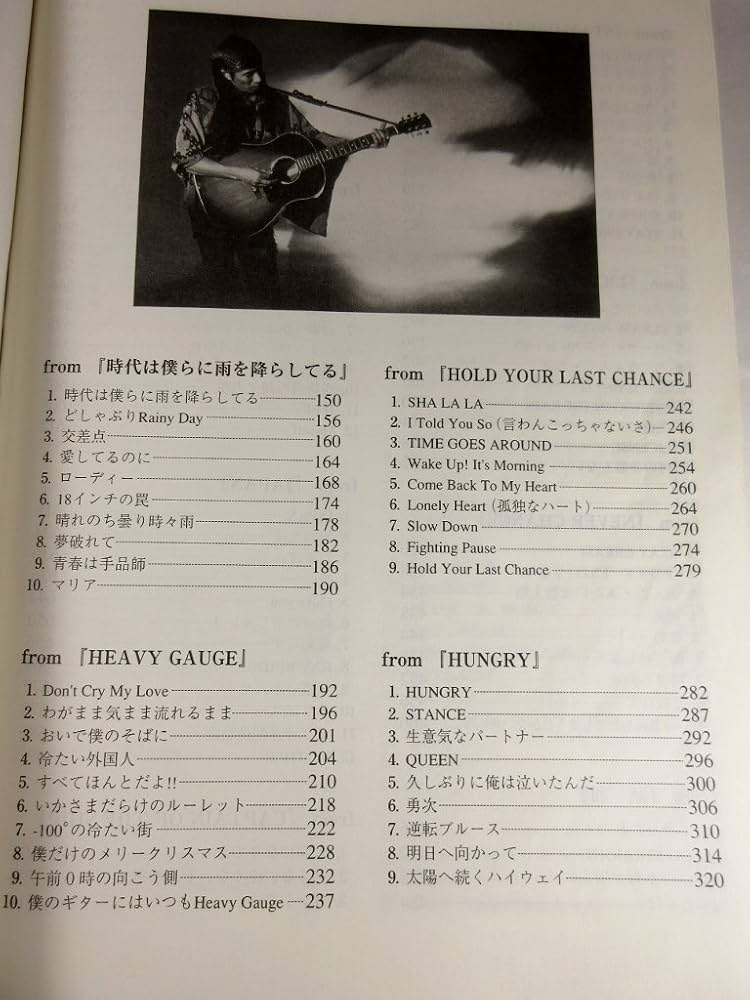 from 『時代は僕らに雨を降らしてる』
1. 時代は僕らに雨を降らしてる 150
2. どしゃぶりRainy Day 156
3. 交差点 160
4. 愛してるのに 164
5. ローディー 168
6. 18インチの罠 174
7. 晴れのち曇り時々雨 178
8. 夢破れて 182
9. 青春は手品師 186
10. マリア 190
from 『HOLD YOUR LAST CHANCE』
1. SHA LA LA 242
2. I Told You So (言わんこっちゃないさ) 246
3. TIME GOES AROUND 251
4. Wake Up! It's Morning 254
5. Come Back To My Heart 260
6. Lonely Heart (孤独なハート) 264
7. Slow Down 270
8. Fighting Pause 274
9. Hold Your Last Chance 279
from 『HEAVY GAUGE』
1. Don't Cry My Love 192
2. わがまま気まま流れるまま 196
3. おいで僕のそばに 201
4. 冷たい外国人 204
5. すべてほんとだよ!! 210
6. いかさまだらけのルーレット 218
7. -100°の冷たい街 222
8. 僕だけのメリークリスマス 228
9. 午前0時の向こう側 232
10. 僕のギターにはいつもHeavy Gauge 237
from 『HUNGRY』
1. HUNGRY 282
2. STANCE 287
3. 生意気なパートナー 292
4. QUEEN 296
5. 久しぶりに俺は泣いたんだ 300
6. 勇次 306
7. 逆転ブルース 310
8. 明日へ向かって 314
9. 太陽へ続くハイウェイ 320